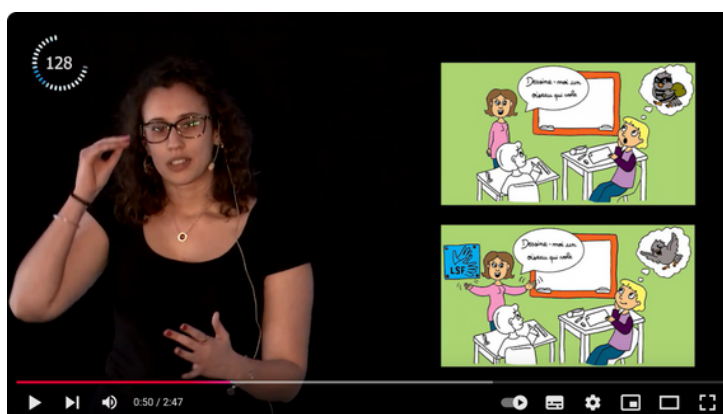 128
Dessine-moi un
oiseau qui vole
LSF
Dessine-moi un
oiseau qui vole
0:50 / 2:47